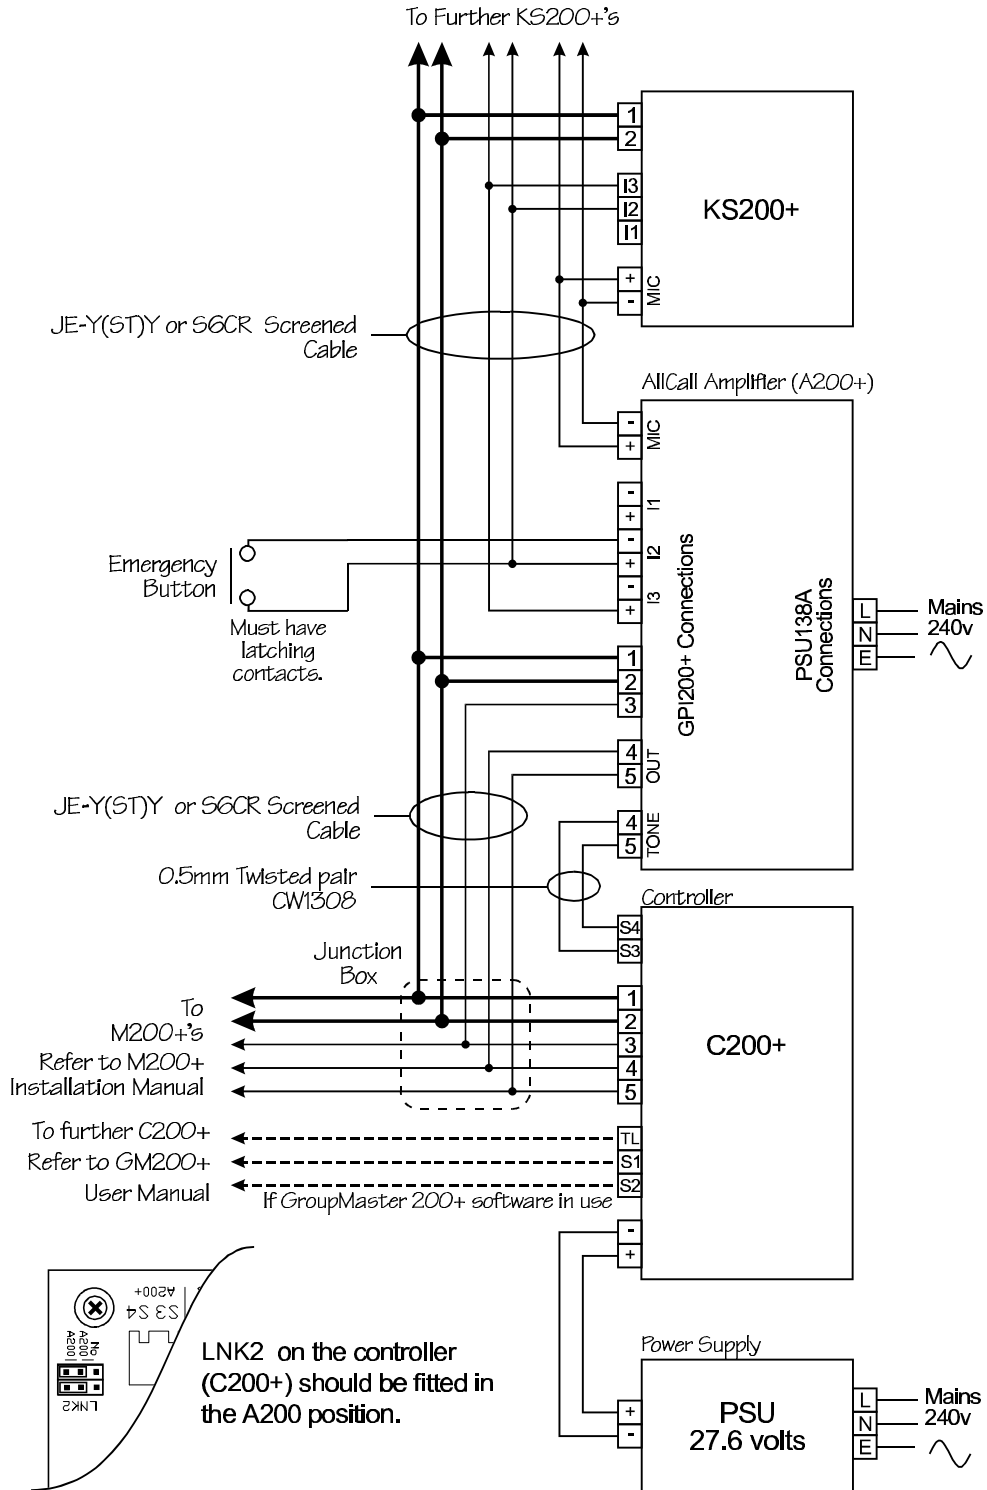 To Further KS200+'s
1
2
I3
I2
I1
+
-
MIC
KS200+
JE-Y(ST)Y or S6CR Screened
Cable
AllCall Amplifier (A200+)
-
+
MIC
-
+
I1
-
+
I2
-
+
I3
Emergency
Button
Must have
latching
contacts.
GPI200+ Connections
PSU138A
Connections
L
N
E
Mains
240v
1
2
3
4
5
OUT
4
5
TONE
JE-Y(ST)Y or S6CR Screened
Cable
0.5mm Twisted pair
CW1308
Controller
S4
S3
Junction
Box
1
2
3
4
5
C200+
To
M200+'s
Refer to M200+
Installation Manual
To further C200+
Refer to GM200+
User Manual
TL
S1
S2
If GroupMaster 200+ software in use
-
+
A200+
S3 S4
No
A200
A200
LNK2
LNK2 on the controller
(C200+) should be fitted in
the A200 position.
Power Supply
+
-
PSU
27.6 volts
L
N
E
Mains
240v